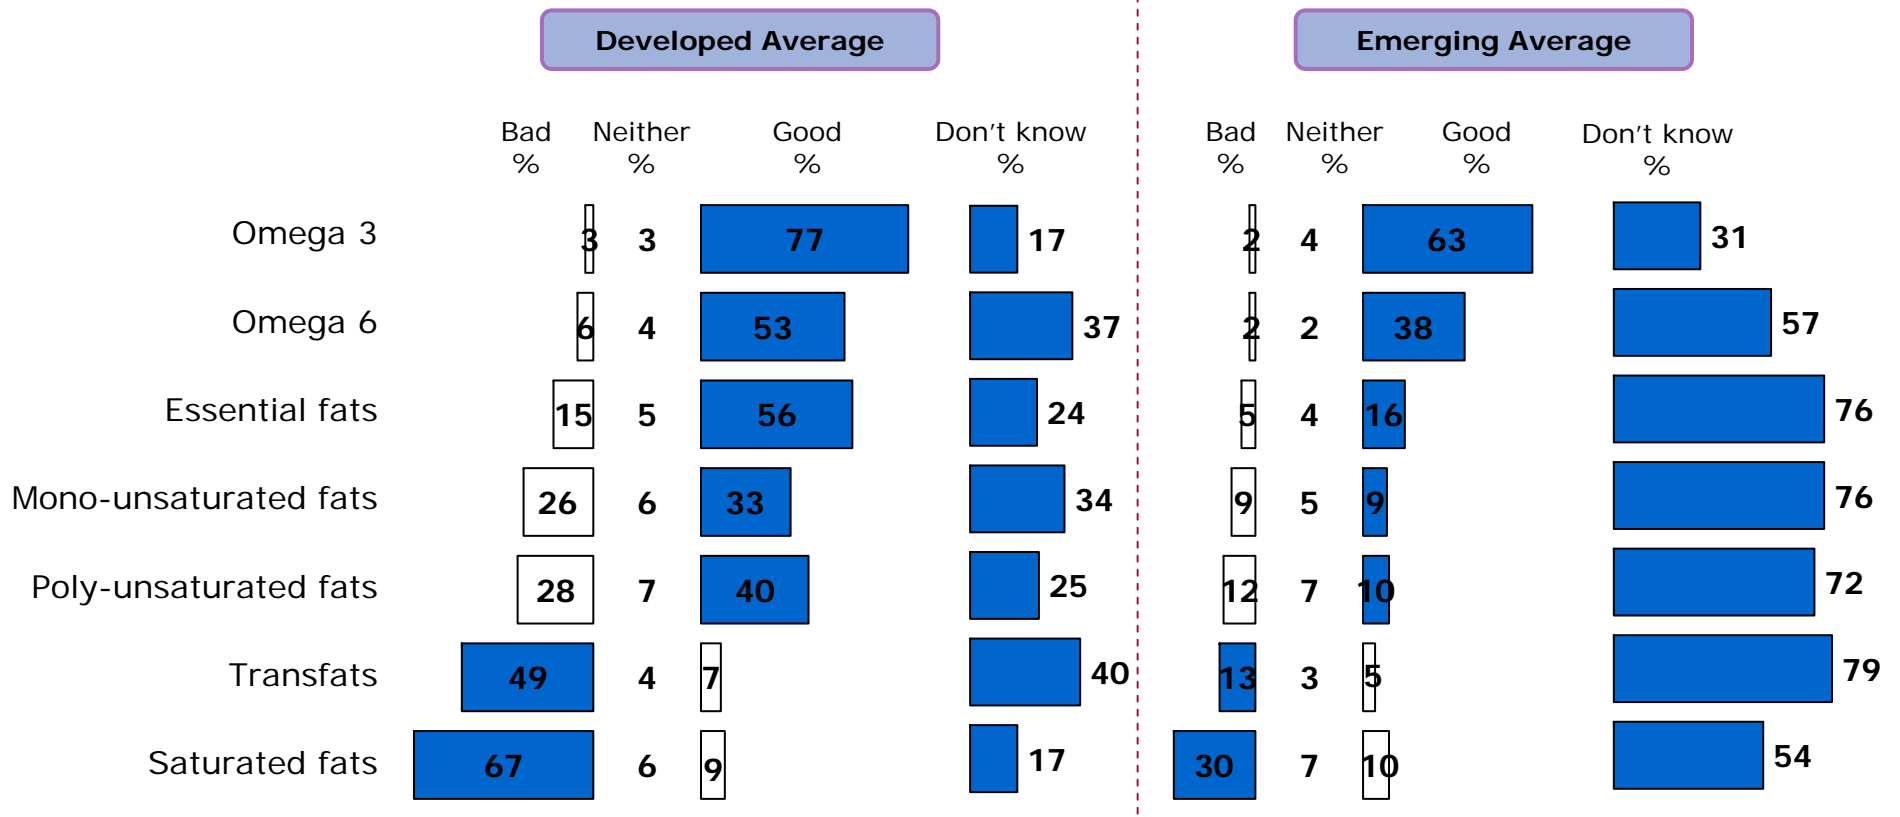 Developed Average Emerging Average
Bad Neither Good Don't know Bad Neither Good Don't know
% % % % % % % %
Omega 3 3 3 77 17 2 4 63 31
Omega 6 6 4 53 37 2 2 38 57
Essential fats 15 5 56 24 5 4 16 76
Mono-unsaturated fats 26 6 33 34 9 5 9 76
Poly-unsaturated fats 28 7 40 25 12 7 10 72
Transfats 49 4 7 40 13 3 5 79
Saturated fats 67 6 9 17 30 7 10 54